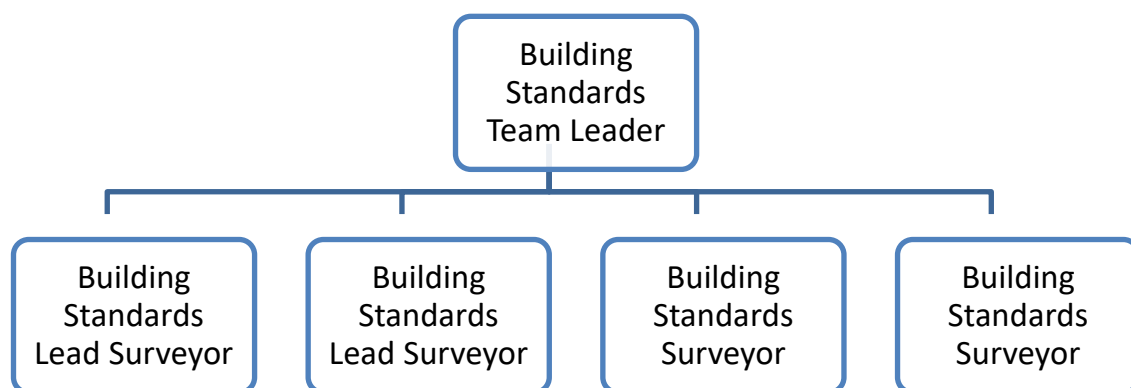 Building
Standards
Team Leader
Building
Standards
Lead Surveyor
Building
Standards
Lead Surveyor
Building
Standards
Surveyor
Building
Standards
Surveyor